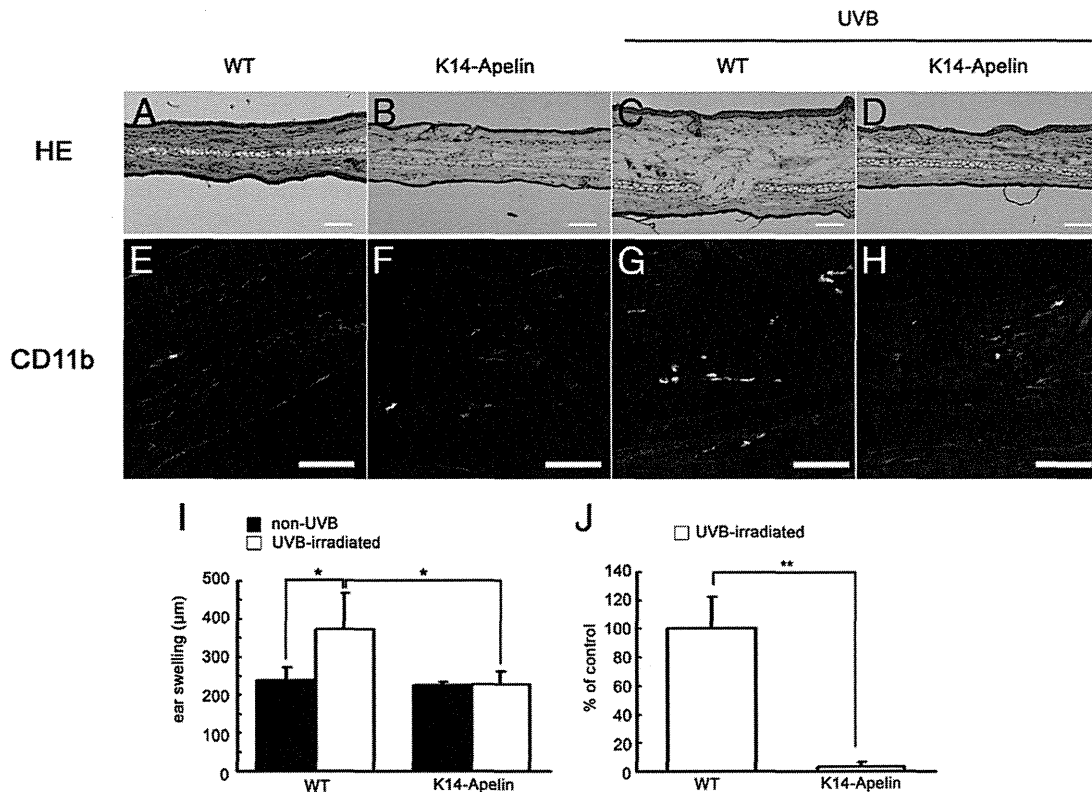 UVB
WT K14-Apelin WT K14-Apelin
HE
A B C D
CD11b
E F G H
I
non-UVB
UVB-irradiated
* *
500
400
300
200
100
0
ear swelling (µm)
WT K14-Apelin
J
UVB-irradiated
**
140
120
100
80
60
40
20
0
% of control
WT K14-Apelin